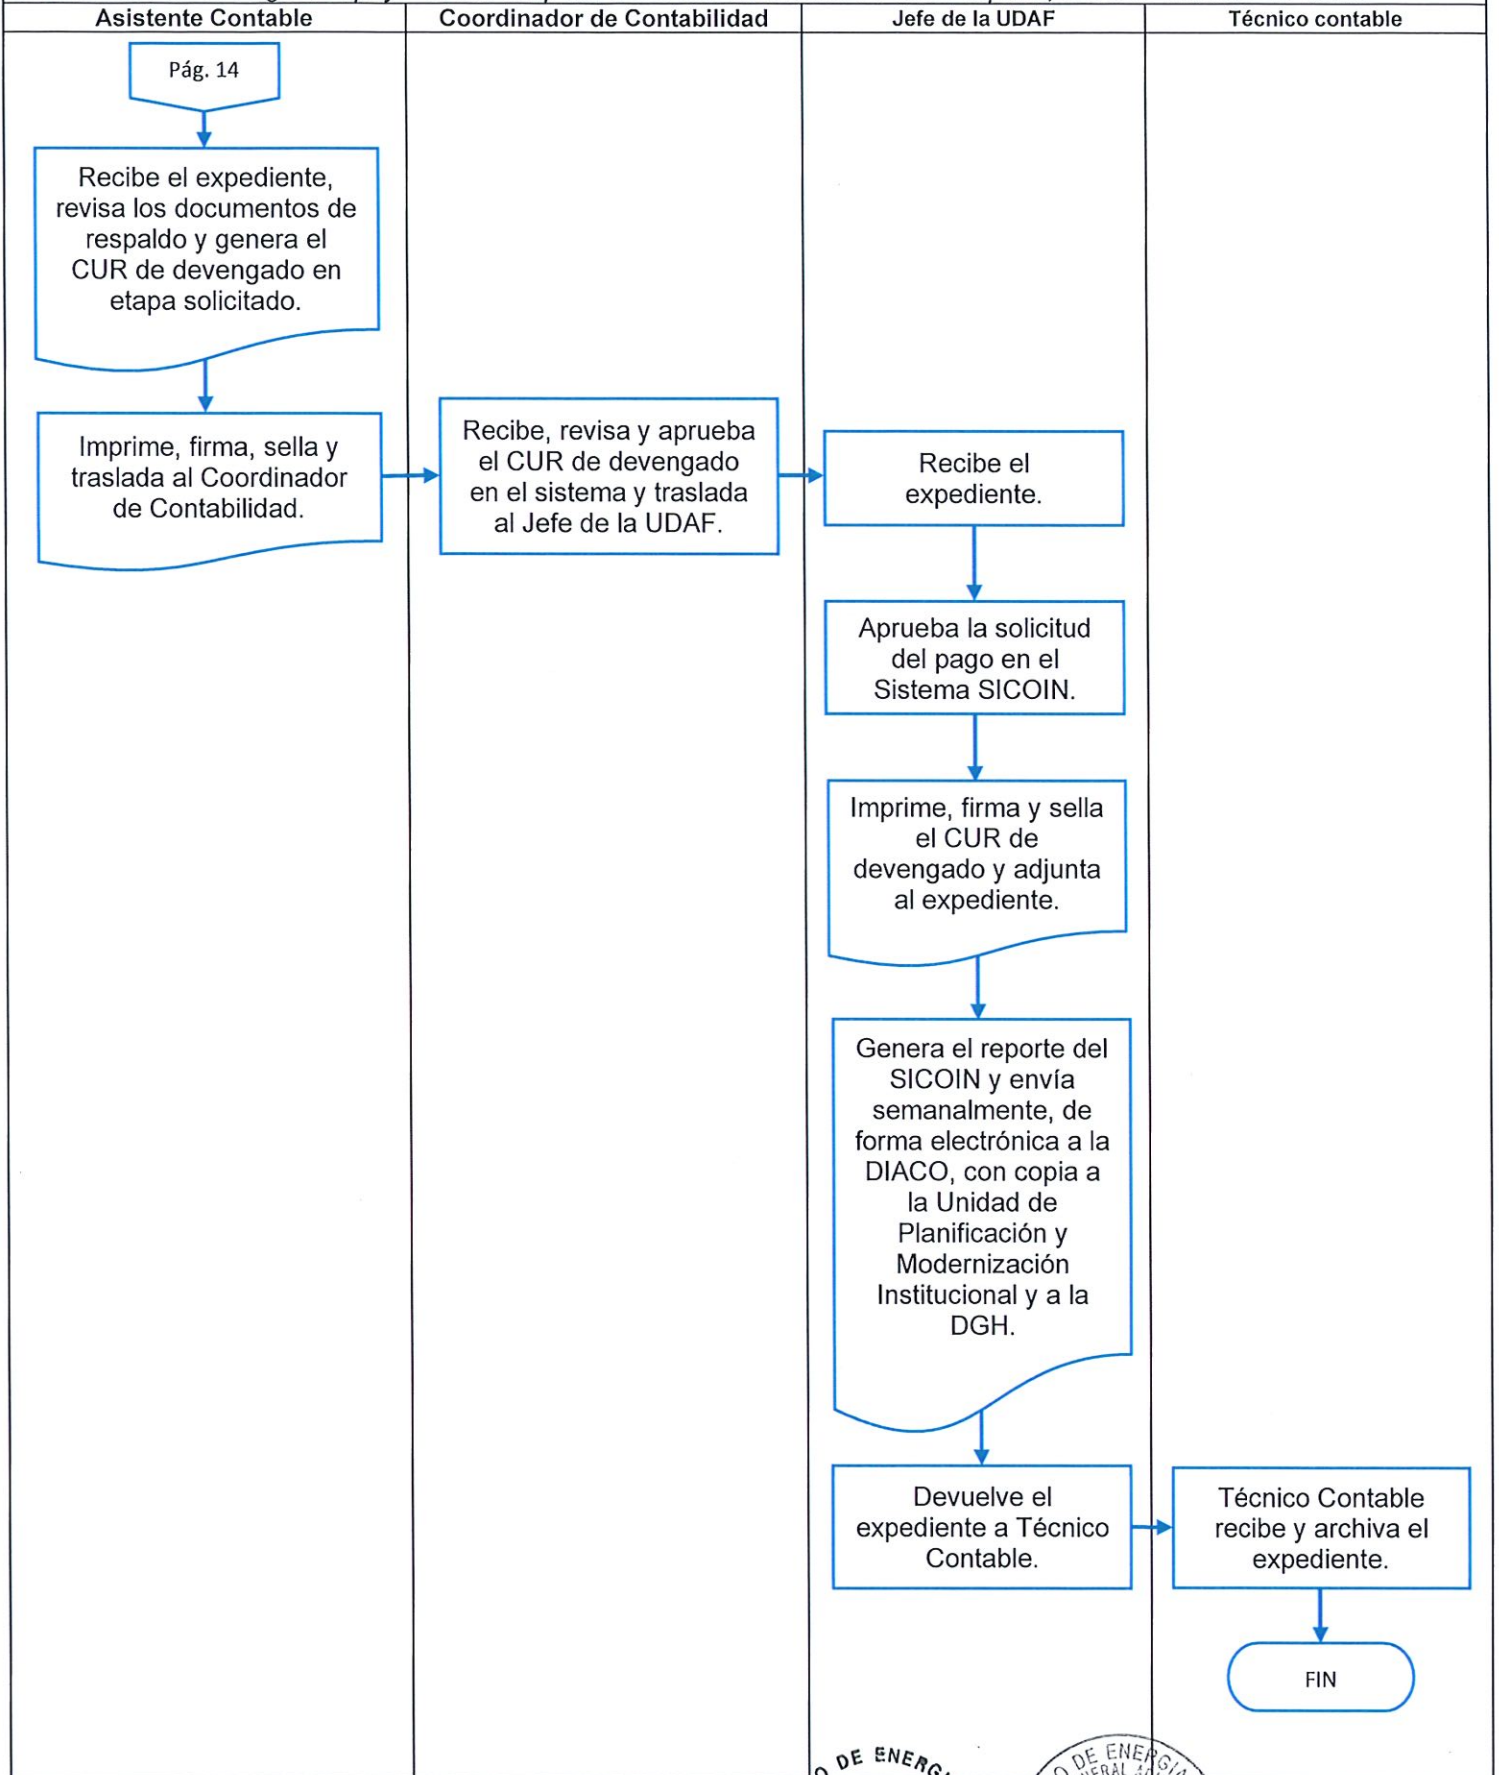 Asistente Contable
Coordinador de Contabilidad
Jefe de la UDAF
Técnico contable
Pág. 14
Recibe el expediente,
revisa los documentos de
respaldo y genera el
CUR de devengado en
etapa solicitado.
Imprime, firma, sella y
traslada al Coordinador
de Contabilidad.
Recibe, revisa y aprueba
el CUR de devengado
en el sistema y traslada
al Jefe de la UDAF.
Recibe el
expediente.
Aprueba la solicitud
del pago en el
Sistema SICOIN.
Imprime, firma y sella
el CUR de
devengado y adjunta
al expediente.
Genera el reporte del
SICOIN y envía
semanalmente, de
forma electrónica a la
DIACO, con copia a
la Unidad de
Planificación y
Modernización
Institucional y a la
DGH.
Devuelve el
expediente a Técnico
Contable.
Técnico Contable
recibe y archiva el
expediente.
FIN
DE ENERG
DE ENERGIA